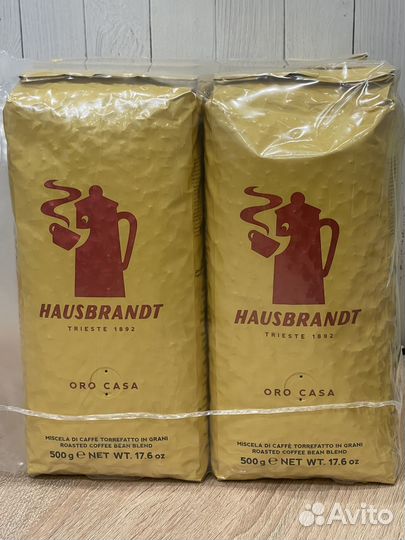 HAUSBRANDT
TRIESTE 1892
ORO CASA
MISCELA DI CAFFÈ TORREFATTO IN GRANI
ROASTED COFFEE BEAN BLEND
500 g ℮ NET WT. 17.6 oz
HAUSBRANDT
TRIESTE 1892
ORO CASA
MISCELA DI CAFFÈ TORREFATTO IN GRANI
ROASTED COFFEE BEAN BLEND
500 g ℮ NET WT. 17.6 oz
Avito